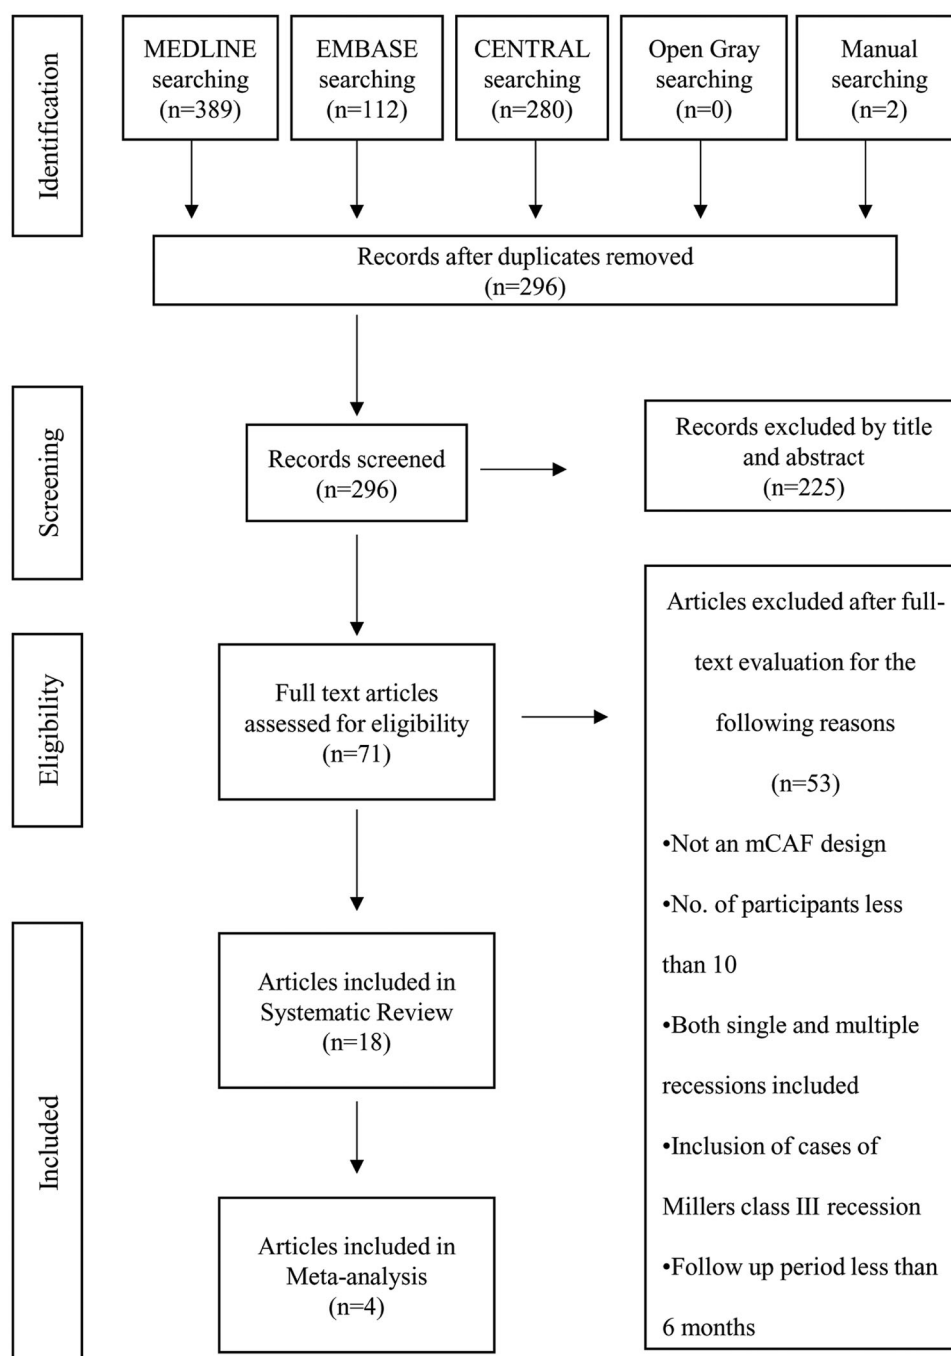 Identification
MEDLINE
searching
(n=389)
EMBASE
searching
(n=112)
CENTRAL
searching
(n=280)
Open Gray
searching
(n=0)
Manual
searching
(n=2)
Records after duplicates removed
(n=296)
Screening
Records screened
(n=296)
Records excluded by title
and abstract
(n=225)
Eligibility
Full text articles
assessed for eligibility
(n=71)
Articles excluded after full-
text evaluation for the
following reasons
(n=53)
•Not an mCAF design
•No. of participants less
than 10
•Both single and multiple
recessions included
•Inclusion of cases of
Millers class III recession
•Follow up period less than
6 months
Included
Articles included in
Systematic Review
(n=18)
Articles included in
Meta-analysis
(n=4)